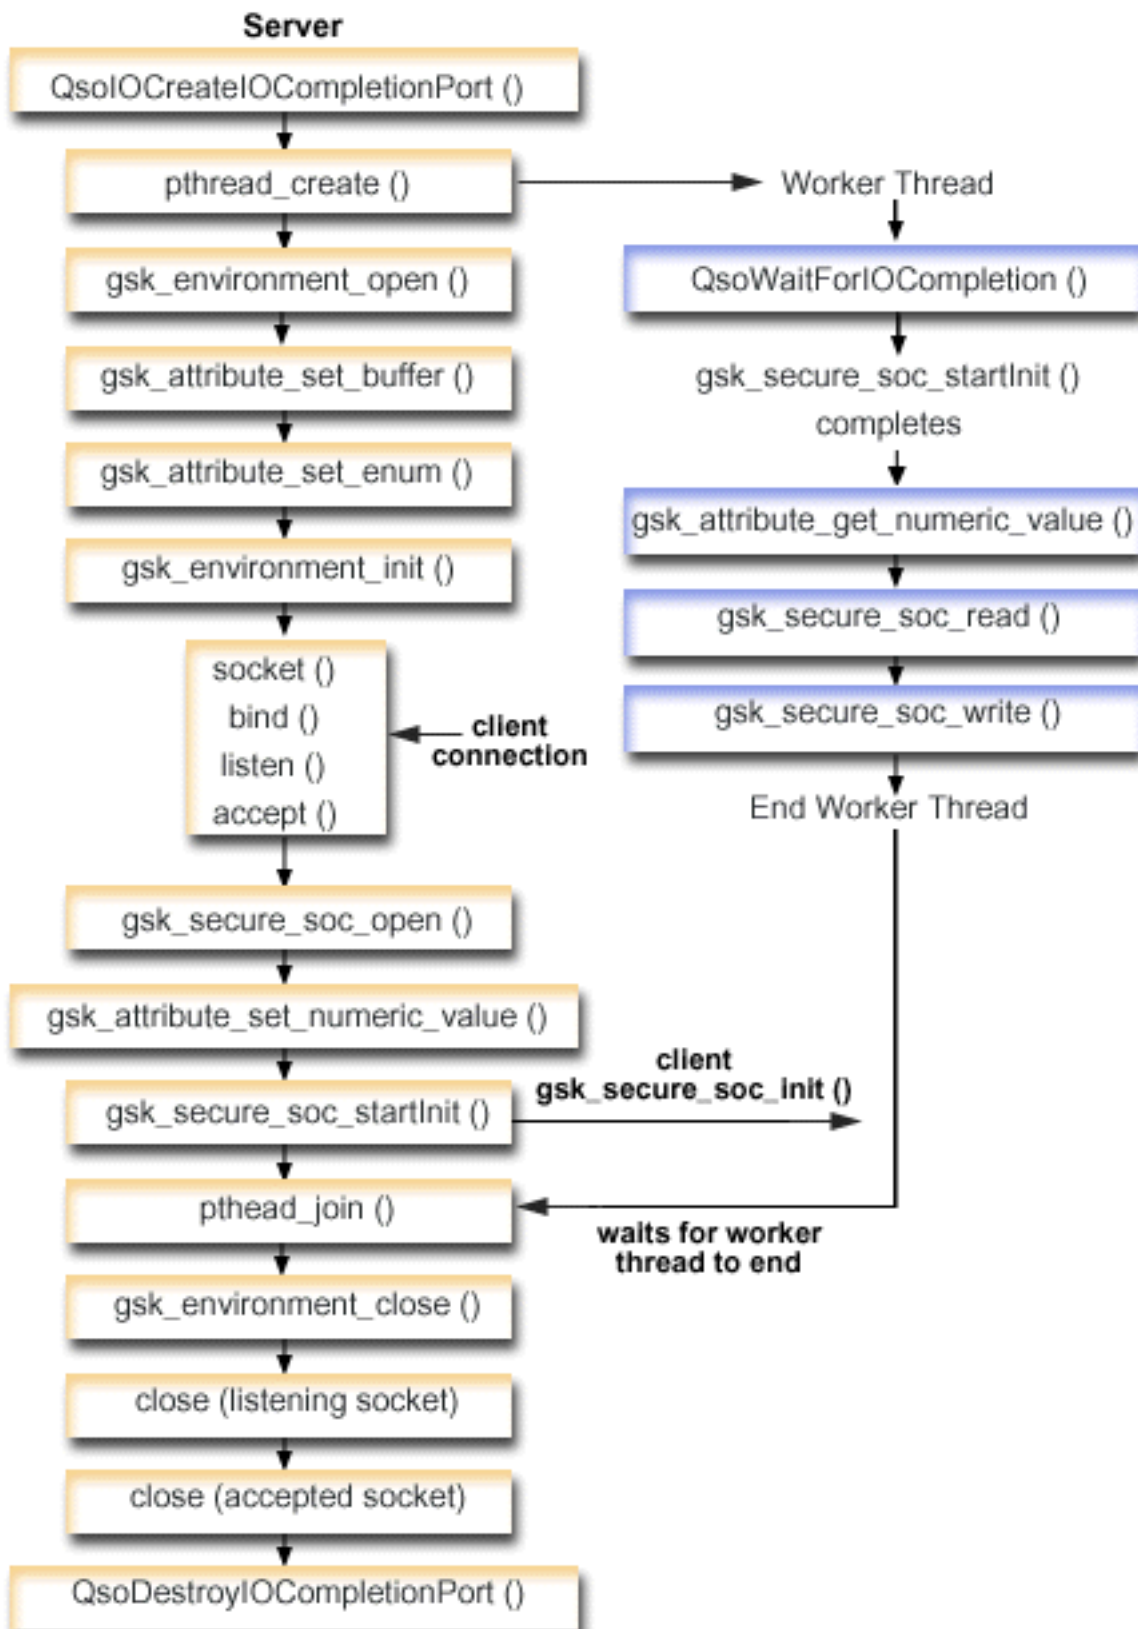 Server
QsoIOCreateIOCompletionPort ()
pthread_create ()
gsk_environment_open ()
gsk_attribute_set_buffer ()
gsk_attribute_set_enum ()
gsk_environment_init ()
socket ()
bind ()
listen ()
accept ()
client
connection
gsk_secure_soc_open ()
gsk_attribute_set_numeric_value ()
gsk_secure_soc_startInit ()
client
gsk_secure_soc_init ()
pthead_join ()
waits for worker
thread to end
gsk_environment_close ()
close (listening socket)
close (accepted socket)
QsoDestroyIOCompletionPort ()
Worker Thread
QsoWaitForIOCompletion ()
gsk_secure_soc_startInit ()
completes
gsk_attribute_get_numeric_value ()
gsk_secure_soc_read ()
gsk_secure_soc_write ()
End Worker Thread